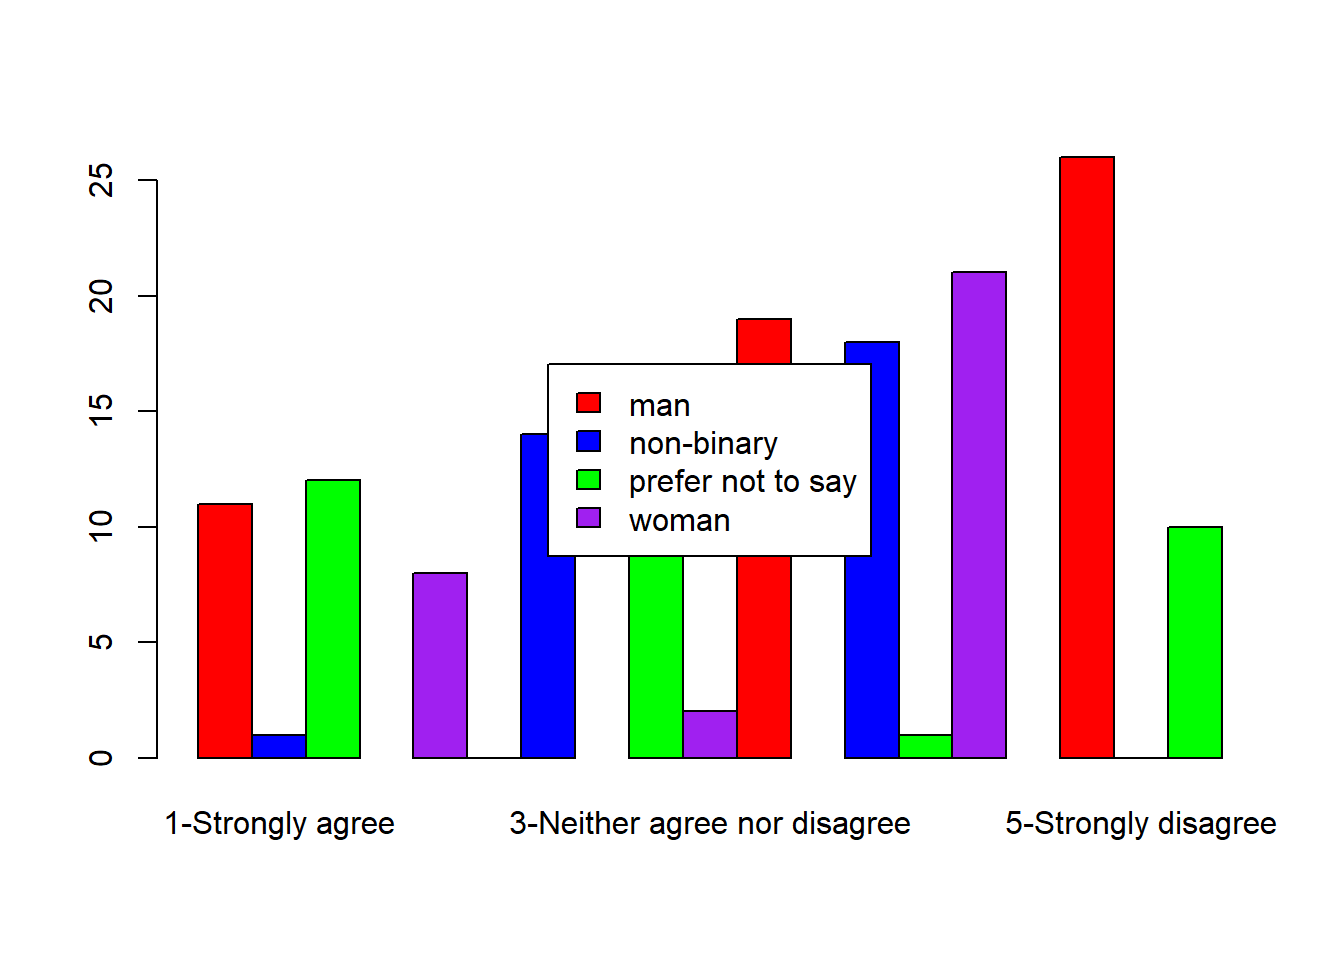 25
20
15
10
5
0
man
non-binary
prefer not to say
woman
1-Strongly agree
3-Neither agree nor disagree
5-Strongly disagree